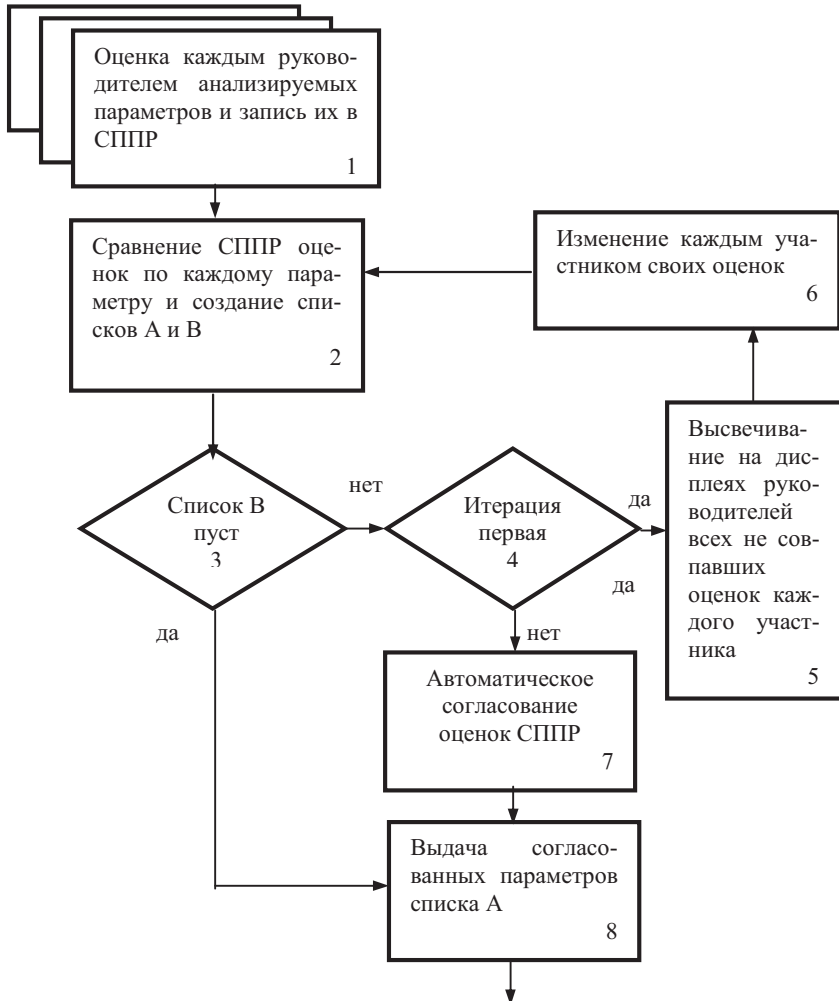 Оценка каждым руково-
дителем анализируемых
параметров и запись их в
СППР
1
Сравнение СППР оце-
нок по каждому пара-
метру и создание спи-
сков А и В
2
Изменение каждым уча-
стником своих оценок
6
Высвечива-
ние на дис-
плеях руко-
водителей
всех не сов-
павших
оценок каж-
дого участ-
ника
5
Список В
пуст
3
нет
да
Итерация
первая
4
да
да
нет
Автоматическое
согласование
оценок СППР
7
Выдача согласо-
ванных параметров
списка А
8